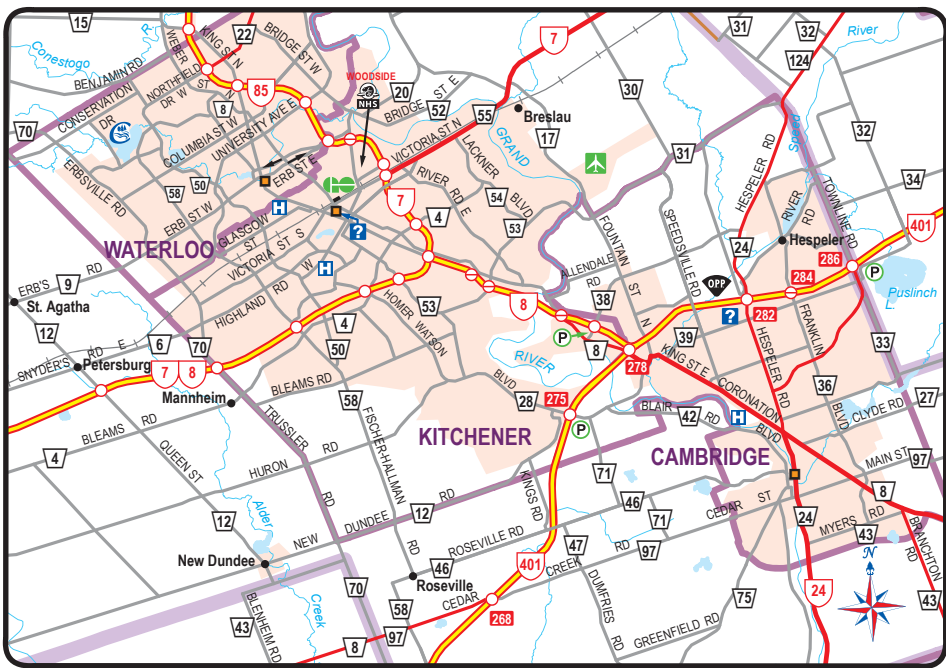 15
Conestogo
R.
WEBER ST N
KING ST N
22
BRIDGE ST W
BENJAMIN RD
NORTHFIELD
DR W
85
WOODSIDE
NHS
20
BRIDGE ST E
52
7
31
31
River
32
124
30
70
CONSERVATION
DR
8
COLUMBIA ST W
UNIVERSITY AVE E
VICTORIA ST N
55
Breslau
17
GRAND
HESPELER RD
Speed
32
31
ERBSVILLE RD
58
50
ERB ST E
ERB ST W
GO
LACKNER
BLVD
RIVER
RD E
54
53
34
H
GLASGOW
ST
?
7
4
WATERLOO
VICTORIA ST S
H
FOUNTAIN
ST
N
SPEEDSVILLE RD
24
RIVER
RD
TOWNLINE RD
Hespeler
401
286
P
ERB'S
RD
9
St. Agatha
HIGHLAND RD
W
HOMER WATSON
BLVD
53
8
ALLENDALE
RD
38
OPP
284
282
?
Puslinch
L.
12
4
50
6
70
SNYDER'S
RD
E
Petersburg
7
8
P
8
RIVER
278
39
KING ST E
HESPELER RD
FRANKLIN
BLVD
33
Mannheim
BLEAMS RD
58
28
275
P
CORONATION
BLVD
36
27
BLAIR
RD
42
H
CLYDE RD
BLEAMS
RD
4
TRUSSLER
RD
FISCHER-HALLMAN
RD
KITCHENER
CAMBRIDGE
QUEEN ST
HURON
RD
KINGS RD
71
46
MAIN ST
97
12
Alder
Creek
NEW
DUNDEE
RD
12
CEDAR
ST
71
24
8
MYERS
RD
43
BRANCHTON
RD
New Dundee
ROSEVILLE RD
46
Roseville
47
97
CEDAR
CREEK
RD
401
N
70
58
97
268
DUMFRIES
RD
75
24
43
43
BLENHEIM RD
8
GREENFIELD RD